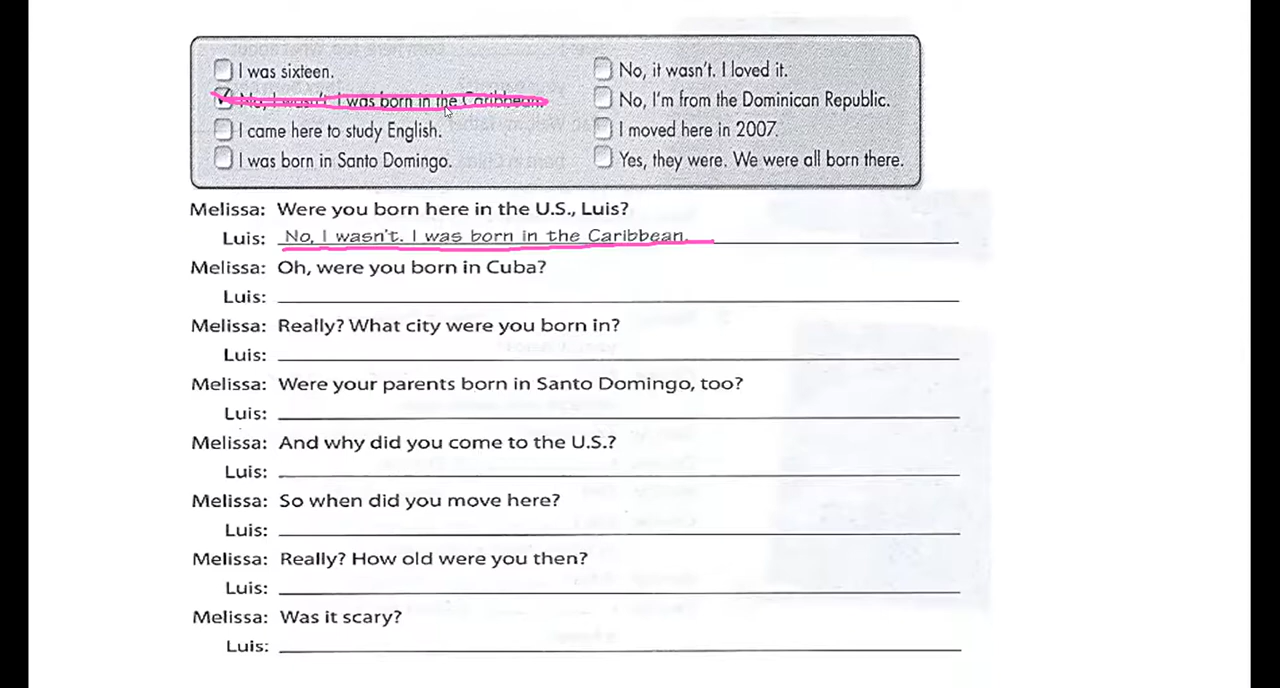 I was sixteen.
No, I wasn't. I was born in the Caribbean.
I came here to study English.
I was born in Santo Domingo.
No, it wasn't. I loved it.
No, I'm from the Dominican Republic.
I moved here in 2007.
Yes, they were. We were all born there.
Melissa: Were you born here in the U.S., Luis?
Luis: No, I wasn't. I was born in the Caribbean.
Melissa: Oh, were you born in Cuba?
Luis:
Melissa: Really? What city were you born in?
Luis:
Melissa: Were your parents born in Santo Domingo, too?
Luis:
Melissa: And why did you come to the U.S.?
Luis:
Melissa: So when did you move here?
Luis:
Melissa: Really? How old were you then?
Luis:
Melissa: Was it scary?
Luis: